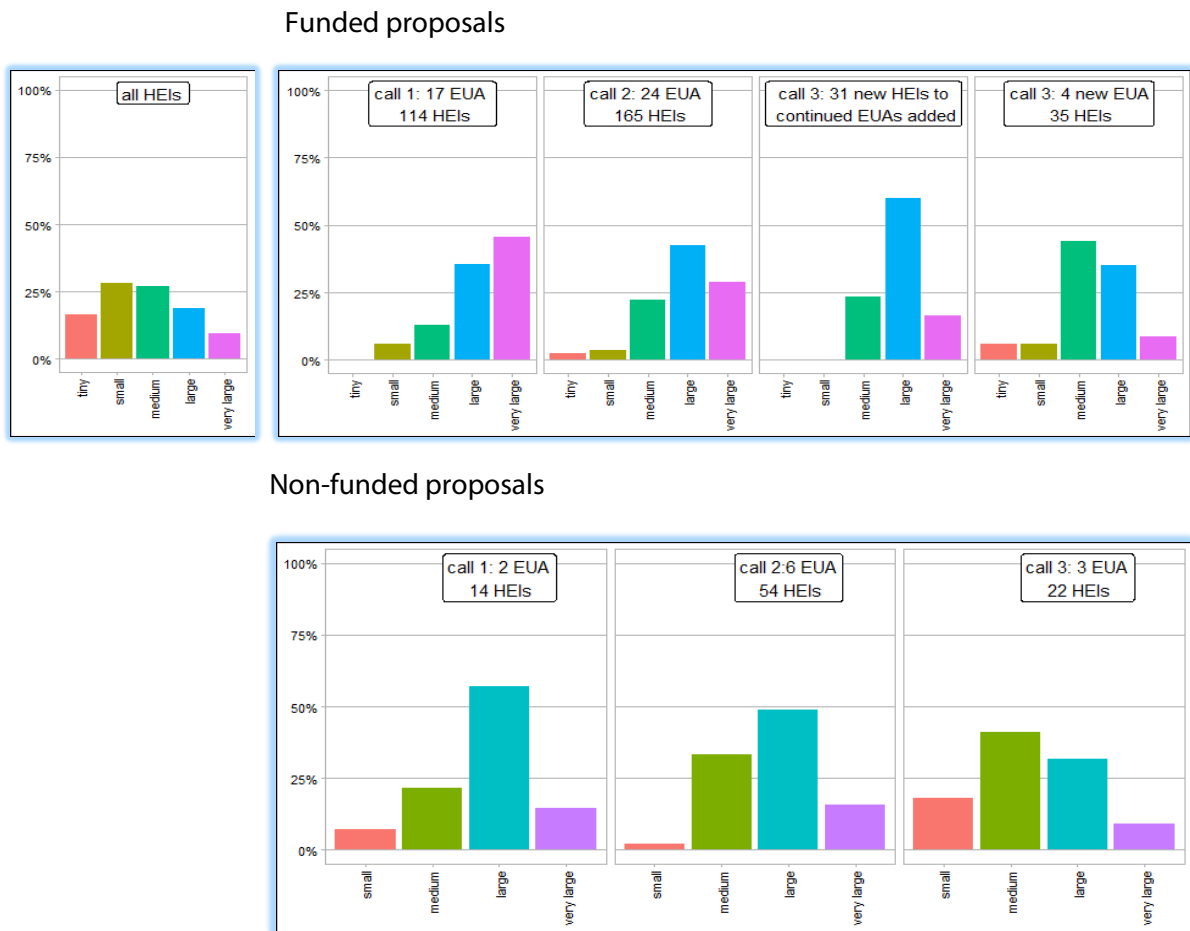 Funded proposals
all HEIs
100%
75%
50%
25%
0%
tiny
small
medium
large
very large
call 1: 17 EUA
114 HEIs
call 2: 24 EUA
165 HEIs
call 3: 31 new HEIs to
continued EUAs added
call 3: 4 new EUA
35 HEIs
100%
75%
50%
25%
0%
tiny
small
medium
large
very large
tiny
small
medium
large
very large
tiny
small
medium
large
very large
tiny
small
medium
large
very large
Non-funded proposals
call 1: 2 EUA
14 HEIs
call 2:6 EUA
54 HEIs
call 3: 3 EUA
22 HEIs
100%
75%
50%
25%
0%
small
medium
large
very large
small
medium
large
very large
small
medium
large
very large